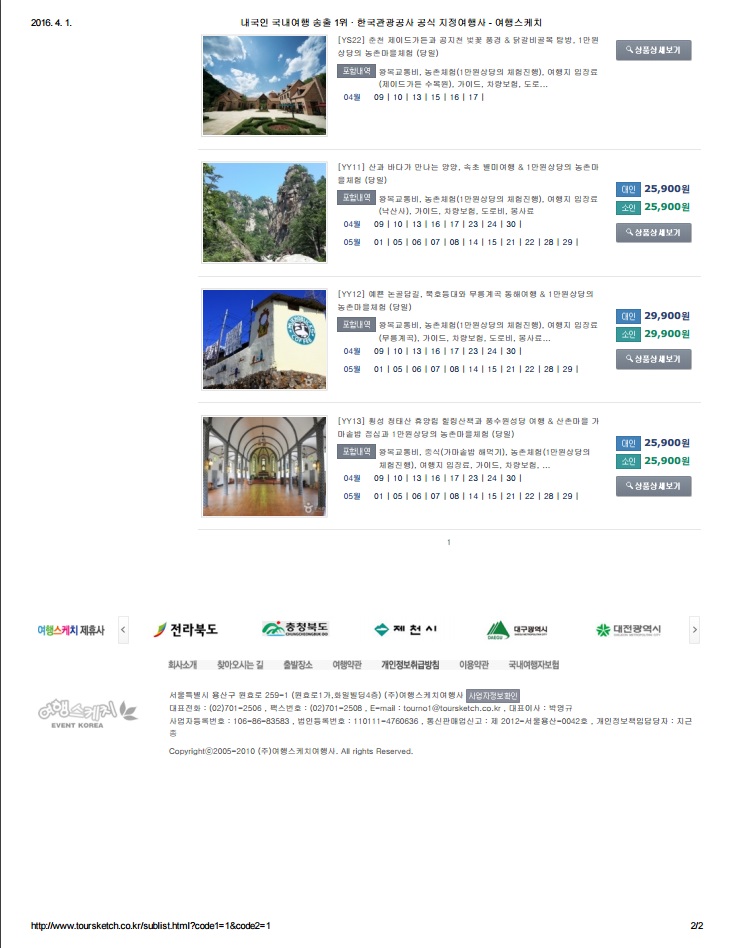 2016. 4. 1.
내국인 국내여행 송출 1위 · 한국관광공사 공식 지정여행사 - 여행스케치
[YS22] 춘천 제이드가든과 공지천 벚꽃 풍경 & 닭갈비골목 탐방, 1만원
상당의 농촌마을체험 (당일)
포함내역 왕복교통비, 농촌체험(1만원상당의 체험진행), 여행지 입장료
(제이드가든 수목원), 가이드, 차량보험, 도로...
04월 09 | 10 | 13 | 15 | 16 | 17 |
상품상세보기
[YY11] 산과 바다가 만나는 양양, 속초 별미여행 & 1만원상당의 농촌마
을체험 (당일)
포함내역 왕복교통비, 농촌체험(1만원상당의 체험진행), 여행지 입장료
(낙산사), 가이드, 차량보험, 도로비, 봉사료
04월 09 | 10 | 13 | 16 | 17 | 23 | 24 | 30 |
05월 01 | 05 | 06 | 07 | 08 | 14 | 15 | 21 | 22 | 28 | 29 |
대인 25,900원
소인 25,900원
상품상세보기
[YY12] 예쁜 논골담길, 묵호등대와 무릉계곡 동해여행 & 1만원상당의
농촌마을체험 (당일)
포함내역 왕복교통비, 농촌체험(1만원상당의 체험진행), 여행지 입장료
(무릉계곡), 가이드, 차량보험, 도로비, 봉사료...
04월 09 | 10 | 13 | 16 | 17 | 23 | 24 | 30 |
05월 01 | 05 | 06 | 07 | 08 | 14 | 15 | 21 | 22 | 28 | 29 |
대인 29,900원
소인 29,900원
상품상세보기
[YY13] 횡성 청태산 휴양림 힐링산책과 풍수원성당 여행 & 산촌마을 가
마솥밥 점심과 1만원상당의 농촌마을체험 (당일)
포함내역 왕복교통비, 중식(가마솥밥 해먹기), 농촌체험(1만원상당의
체험진행), 여행지 입장료, 가이드, 차량보험, ...
04월 09 | 10 | 13 | 16 | 17 | 23 | 24 | 30 |
05월 01 | 05 | 06 | 07 | 08 | 14 | 15 | 21 | 22 | 28 | 29 |
대인 25,900원
소인 25,900원
상품상세보기
1
여행스케치 제휴사
전라북도
충청북도
CHUNGCHEONGBUK-DO
제천시
대구광역시
DAEGU
대전광역시
회사소개 찾아오시는 길 출발장소 여행약관 개인정보취급방침 이용약관 국내여행자보험
여행스케치
EVENT KOREA
서울특별시 용산구 원효로 259-1 (원효로1가,화일빌딩4층) (주)여행스케치여행사 사업자정보확인
대표전화 : (02)701-2506 , 팩스번호 : (02)701-2508 , E-mail : tourno1@toursketch.co.kr , 대표이사 : 박명규
사업자등록번호 : 106-86-83583 , 법인등록번호 : 110111-4760636 , 통신판매업신고 : 제 2012-서울용산-0042호 , 개인정보책임담당자 : 지근
종
Copyrightⓒ2005-2010 (주)여행스케치여행사. All rights Reserved.
http://www.toursketch.co.kr/sublist.html?code1=1&code2=1
2/2